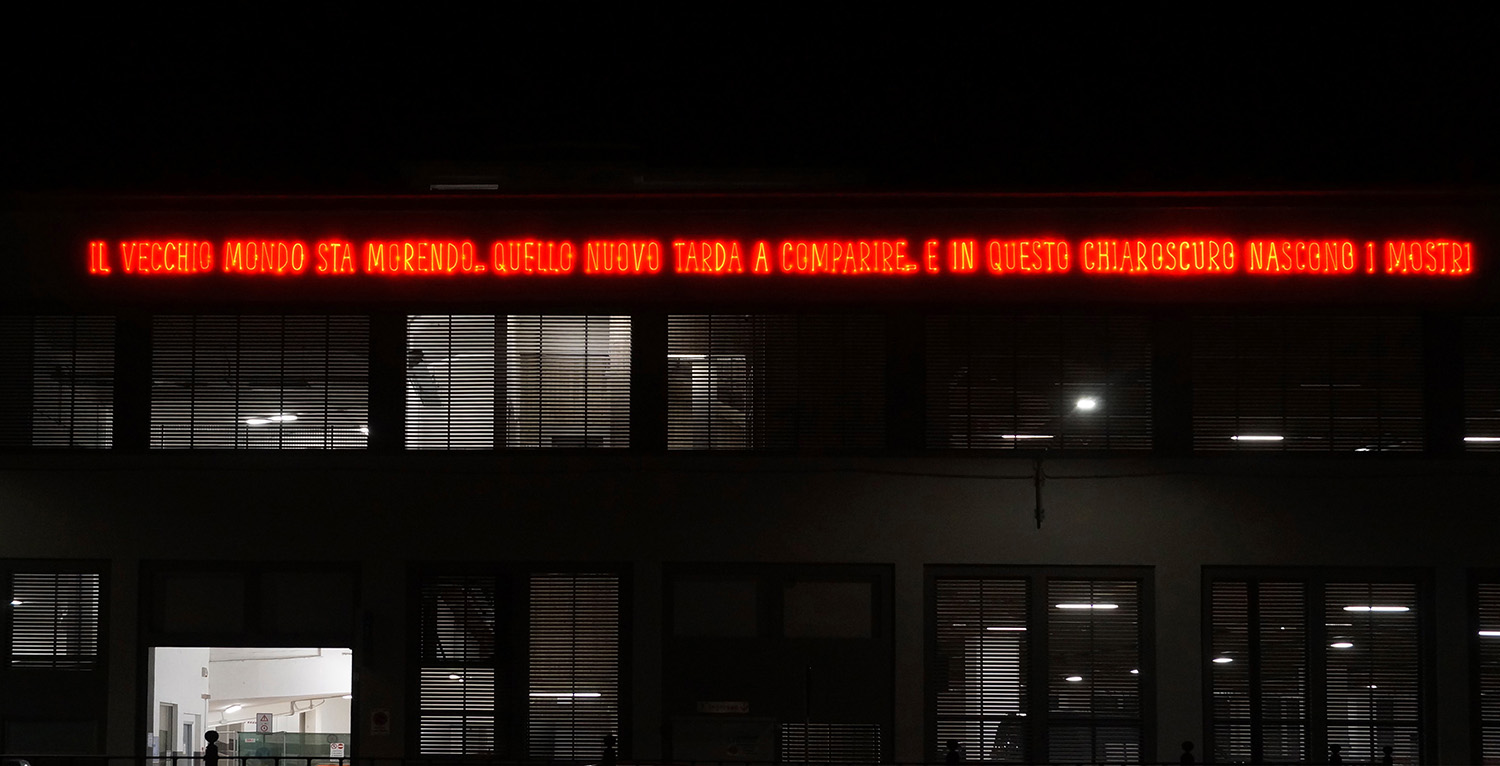 IL VECCHIO MONDO STA MORENDO. QUELLO NUOVO TARDA A COMPARIRE. E IN QUESTO CHIAROSCURO NASCONO I MOSTRI